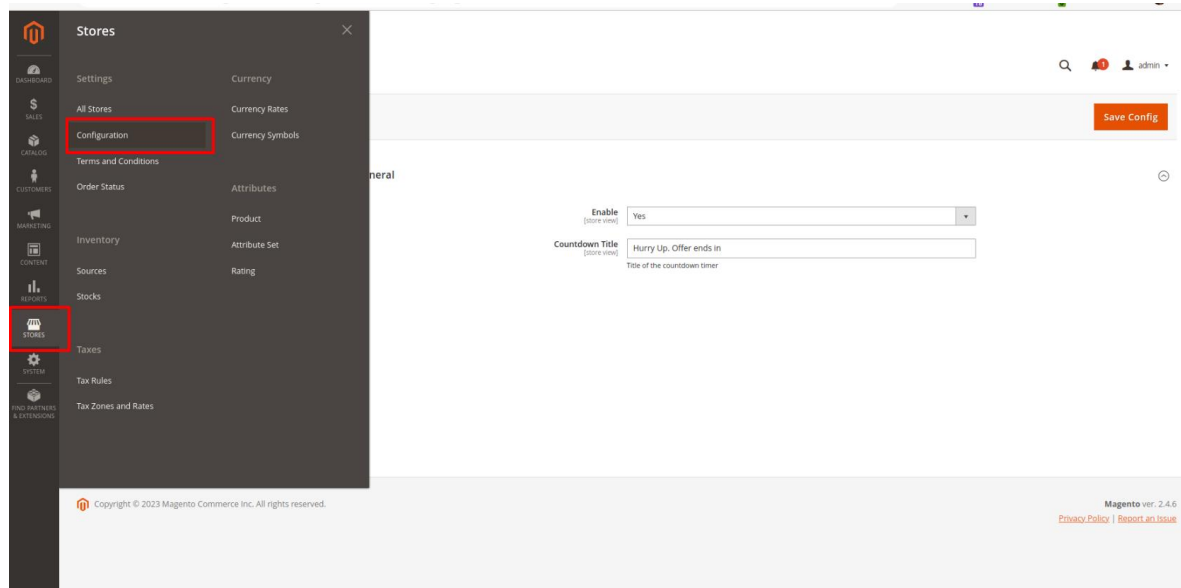 DASHBOARD
SALES
CATALOG
CUSTOMERS
MARKETING
CONTENT
REPORTS
STORES
SYSTEM
FIND PARTNERS
& EXTENSIONS
Stores
Settings
All Stores
Configuration
Terms and Conditions
Order Status
Inventory
Sources
Stocks
Taxes
Tax Rules
Tax Zones and Rates
Currency
Currency Rates
Currency Symbols
Attributes
Product
Attribute Set
Rating
1
admin
Save Config
neral
Enable
[store view]
Yes
Countdown Title
[store view]
Hurry Up. Offer ends in
Title of the countdown timer
Copyright © 2023 Magento Commerce Inc. All rights reserved.
Magento ver. 2.4.6
Privacy Policy | Report an Issue